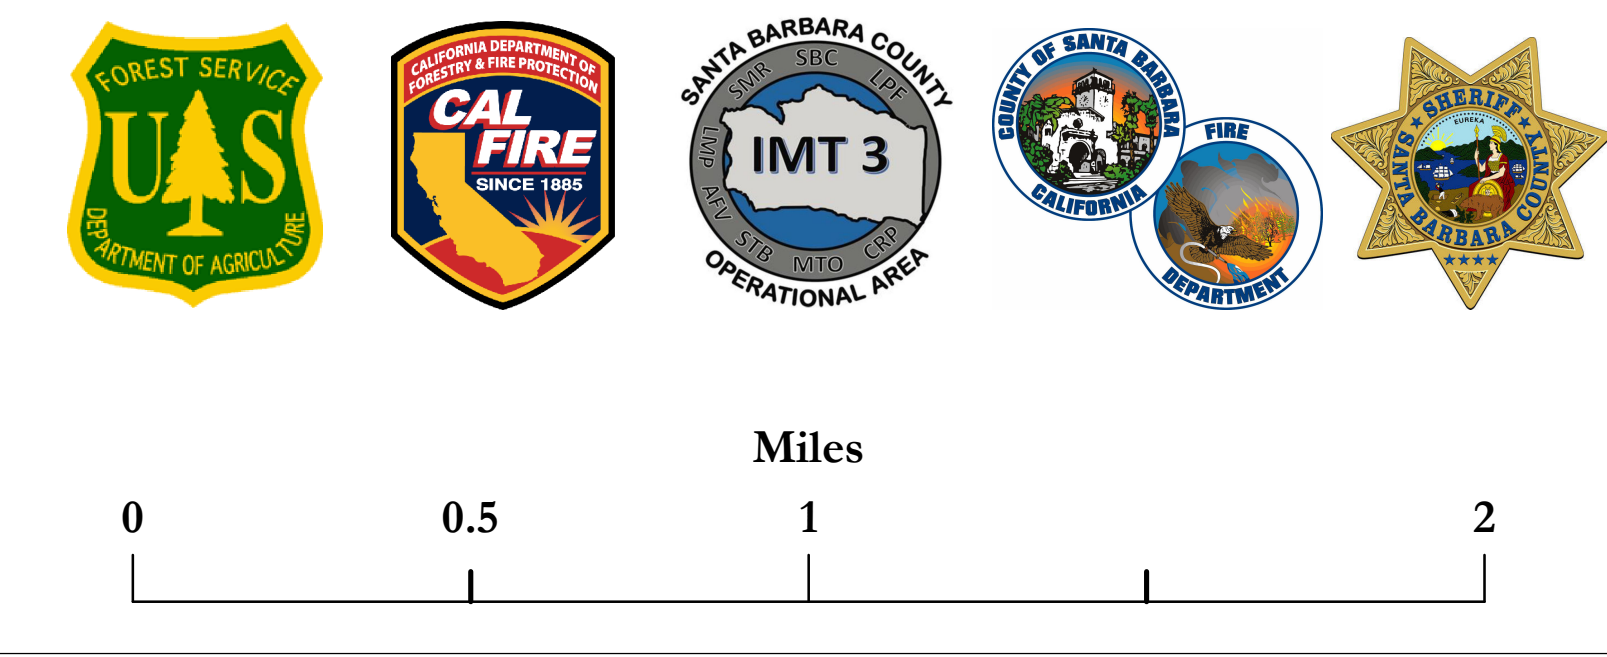 FOREST SERVICE
U S
DEPARTMENT OF AGRICULTURE
CALIFORNIA DEPARTMENT OF
FORESTRY & FIRE PROTECTION
CAL
FIRE
SINCE 1885
SANTA BARBARA COUNTY
SBC
SMR
LPF
LMP
IMT 3
AFV
STB
MTO
CRP
OPERATIONAL AREA
COUNTY OF SANTA BARBARA
CALIFORNIA
FIRE
DEPARTMENT
SHERIFF
EUREKA
SANTA BARBARA COUNTY
Miles
0 0.5 1 2